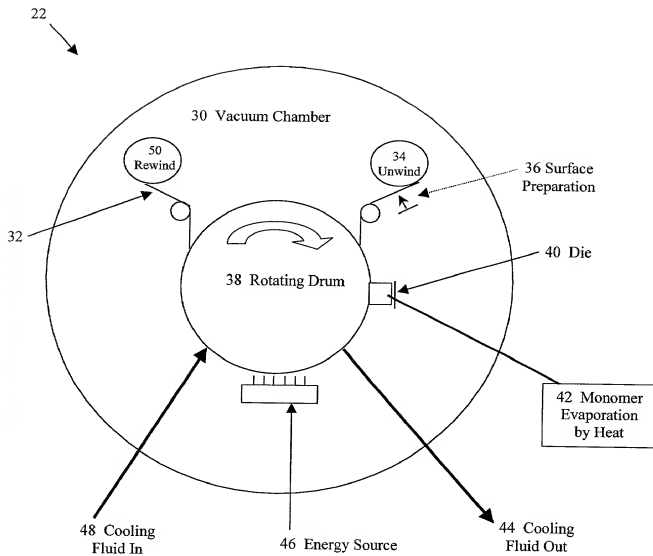 22
30 Vacuum Chamber
50
Rewind
34
Unwind
36 Surface
Preparation
32
40 Die
38 Rotating Drum
42 Monomer
Evaporation
by Heat
48 Cooling
Fluid In
46 Energy Source
44 Cooling
Fluid Out